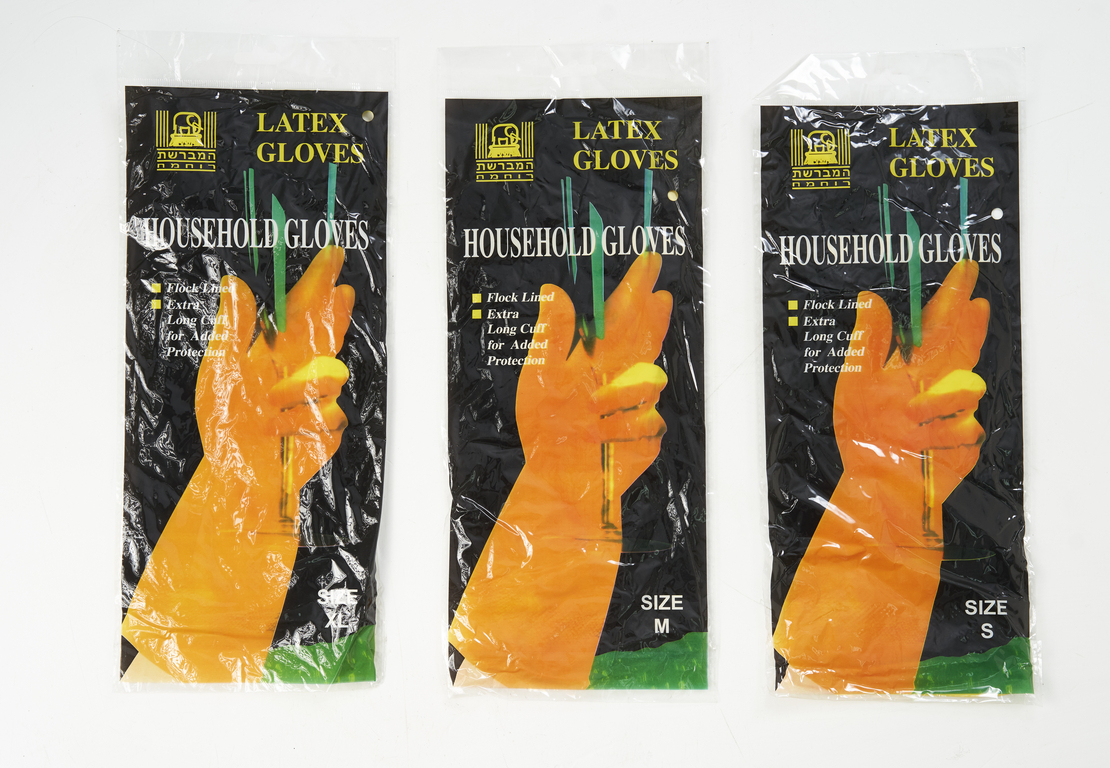 המברשת
רוחמה
LATEX
GLOVES
HOUSEHOLD GLOVES
Flock Lined
Extra
Long Cuff
for Added
Protection
SIZE
XL
המברשת
רוחמה
LATEX
GLOVES
HOUSEHOLD GLOVES
Flock Lined
Extra
Long Cuff
for Added
Protection
SIZE
M
המברשת
רוחמה
LATEX
GLOVES
HOUSEHOLD GLOVES
Flock Lined
Extra
Long Cuff
for Added
Protection
SIZE
S